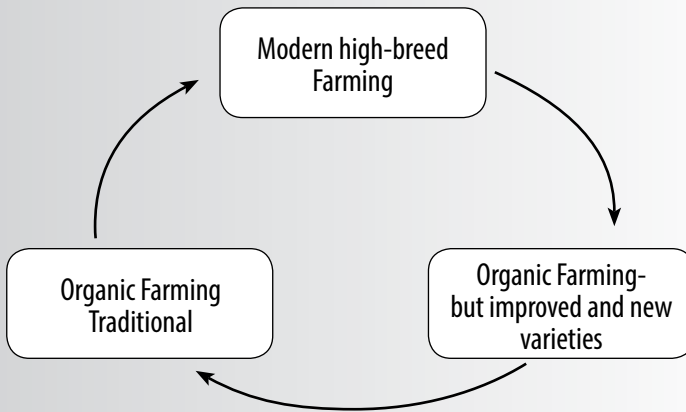 Modern high-breed
Farming
Organic Farming
Traditional
Organic Farming-
but improved and new
varieties